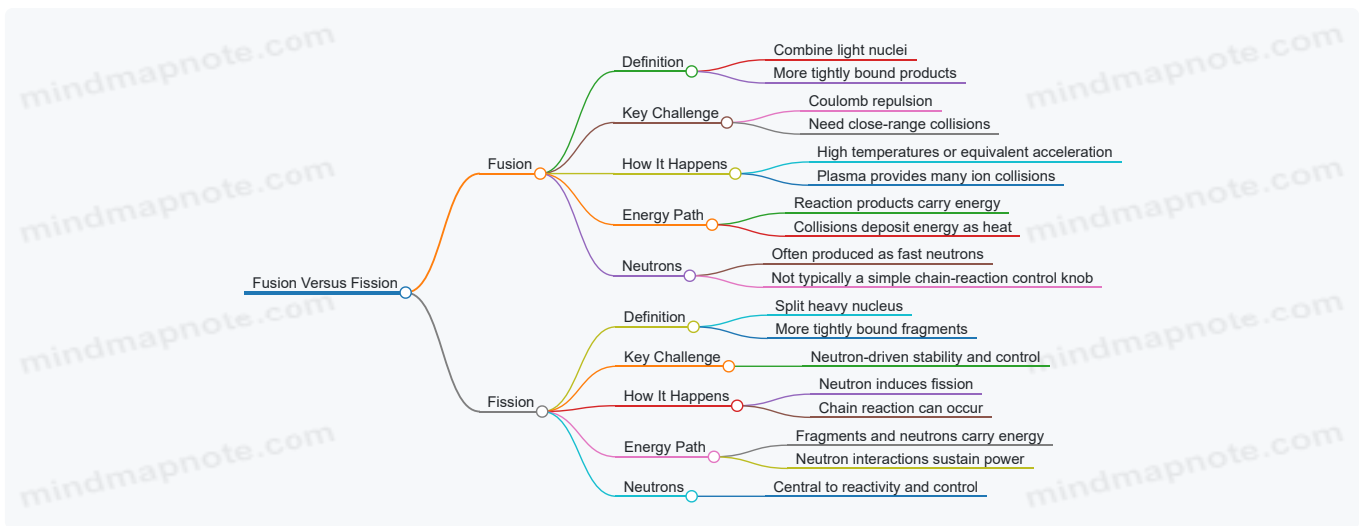 Fusion Versus Fission
Fusion
Definition
Combine light nuclei
More tightly bound products
Key Challenge
Coulomb repulsion
Need close-range collisions
How It Happens
High temperatures or equivalent acceleration
Plasma provides many ion collisions
Energy Path
Reaction products carry energy
Collisions deposit energy as heat
Neutrons
Often produced as fast neutrons
Not typically a simple chain-reaction control knob
Fission
Definition
Split heavy nucleus
More tightly bound fragments
Key Challenge
Neutron-driven stability and control
How It Happens
Neutron induces fission
Chain reaction can occur
Energy Path
Fragments and neutrons carry energy
Neutron interactions sustain power
Neutrons
Central to reactivity and control
mindmapnote.com
mindmapnote.com
mindmapnote.com
mindmapnote.com
mindmapnote.com
mindmapnote.com
mindmapnote.com
mindmapnote.com